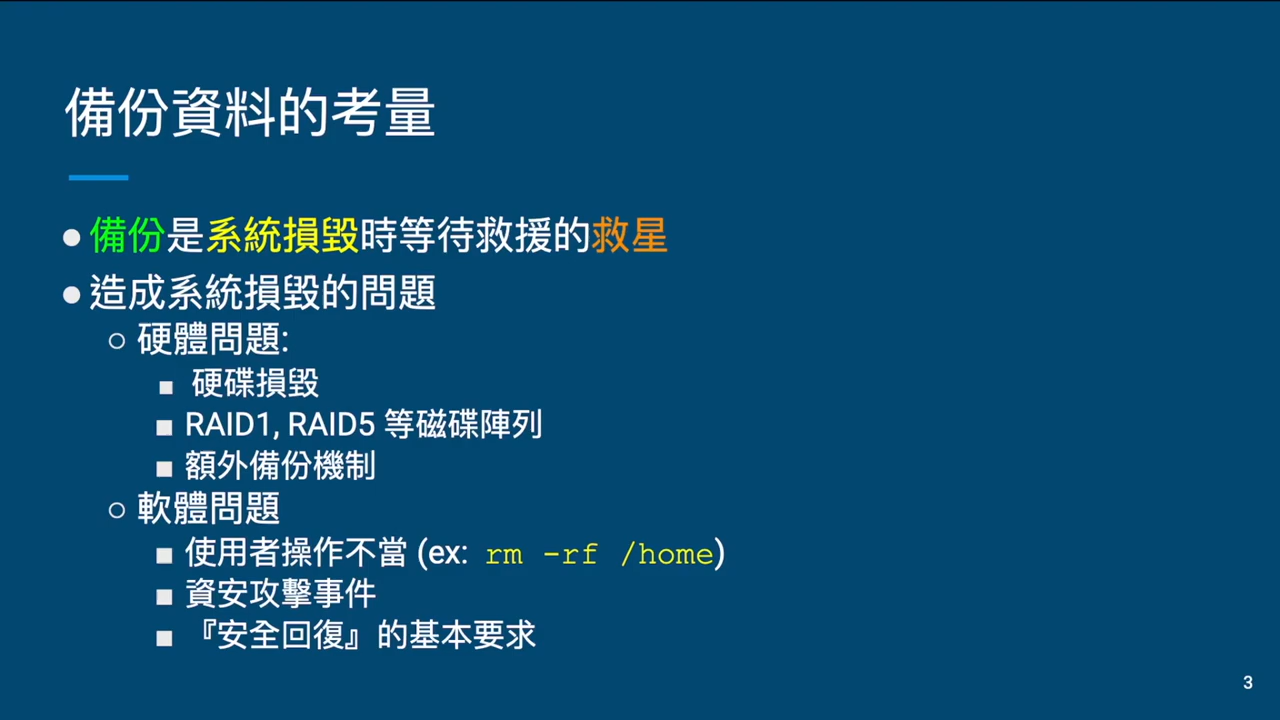 備份資料的考量
● 備份是系統損毀時等待救援的救星
● 造成系統損毀的問題
○ 硬體問題:
■ 硬碟損毀
■ RAID1, RAID5 等磁碟陣列
■ 額外備份機制
○ 軟體問題
■ 使用者操作不當 (ex: rm -rf /home)
■ 資安攻擊事件
■ 『安全回復』的基本要求
3